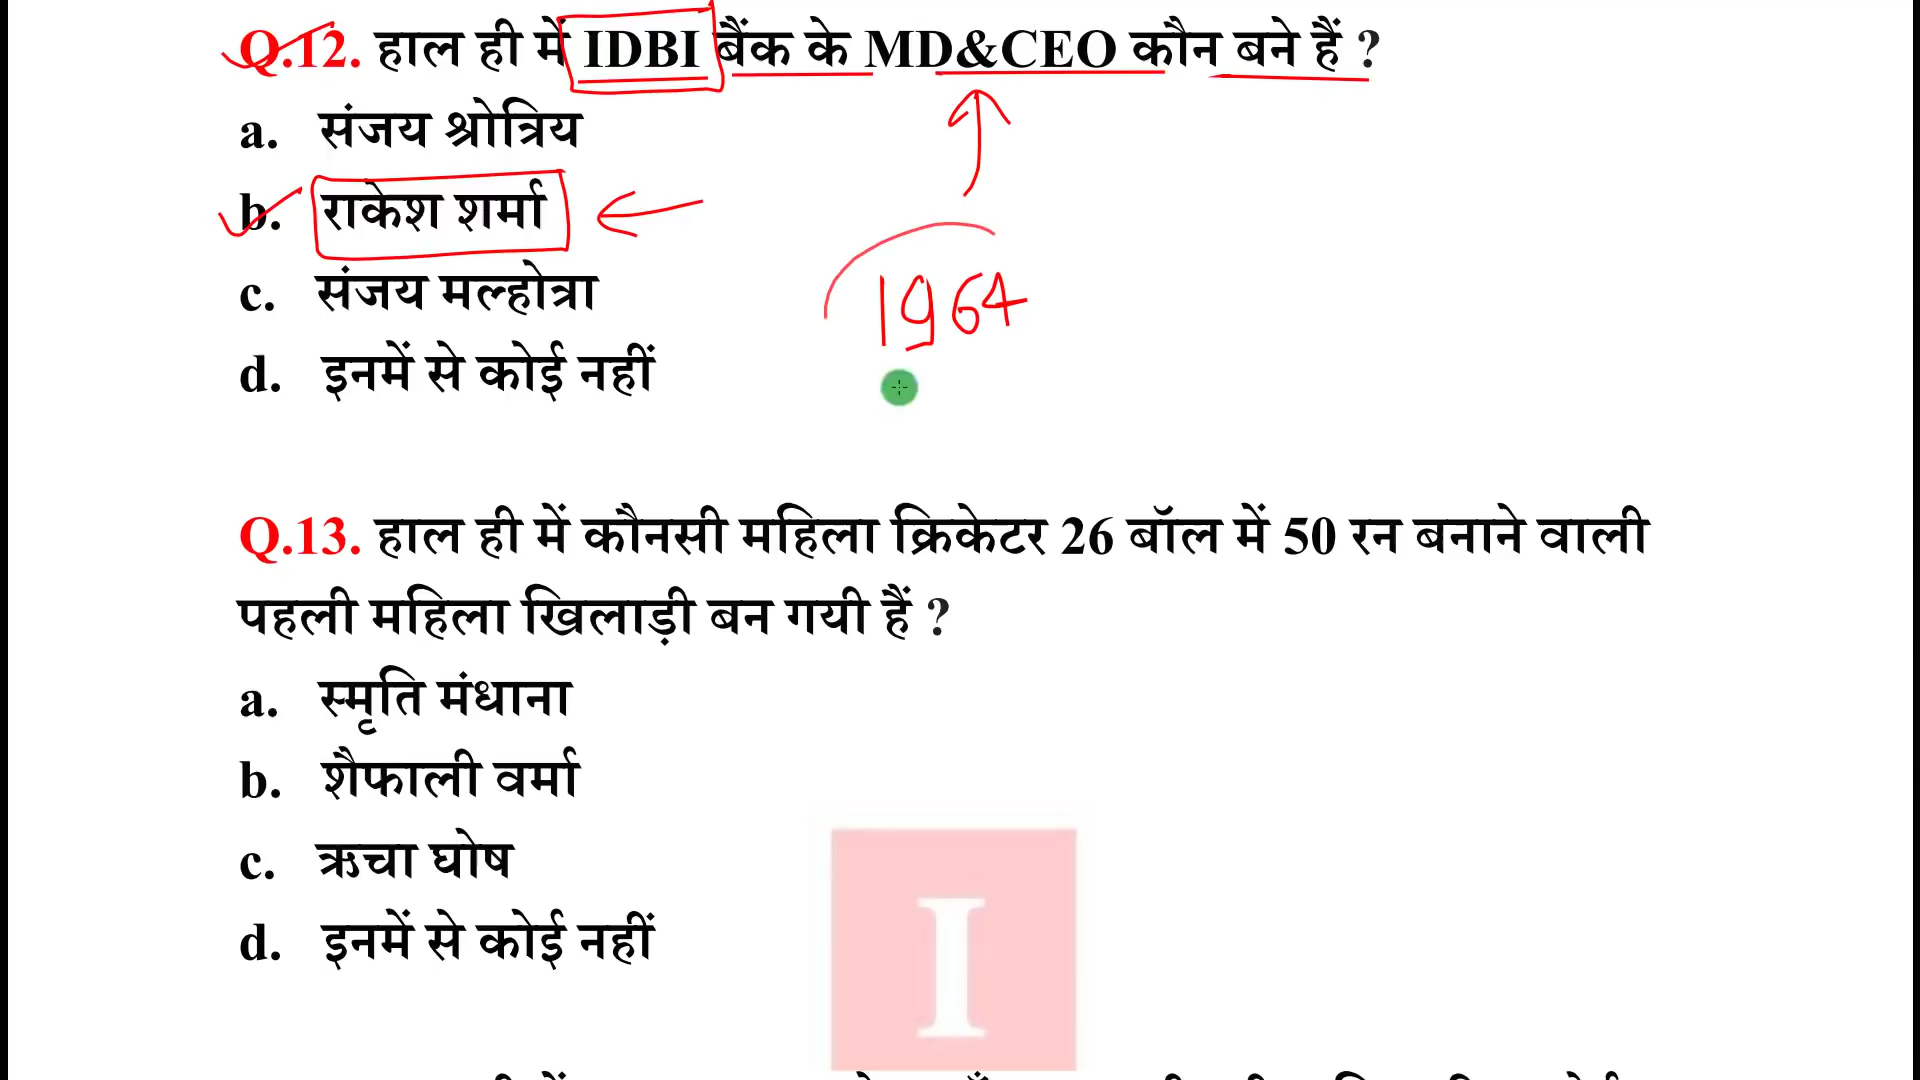 Q.12. हाल ही में IDBI बैंक के MD&CEO कौन बने हैं ?
a. संजय श्रोत्रिय
b. राकेश शर्मा
c. संजय मल्होत्रा
1964
d. इनमें से कोई नहीं
Q.13. हाल ही में कौनसी महिला क्रिकेटर 26 बॉल में 50 रन बनाने वाली
पहली महिला खिलाड़ी बन गयी हैं ?
a. स्मृति मंधाना
b. शैफाली वर्मा
c. ऋचा घोष
d. इनमें से कोई नहीं
I